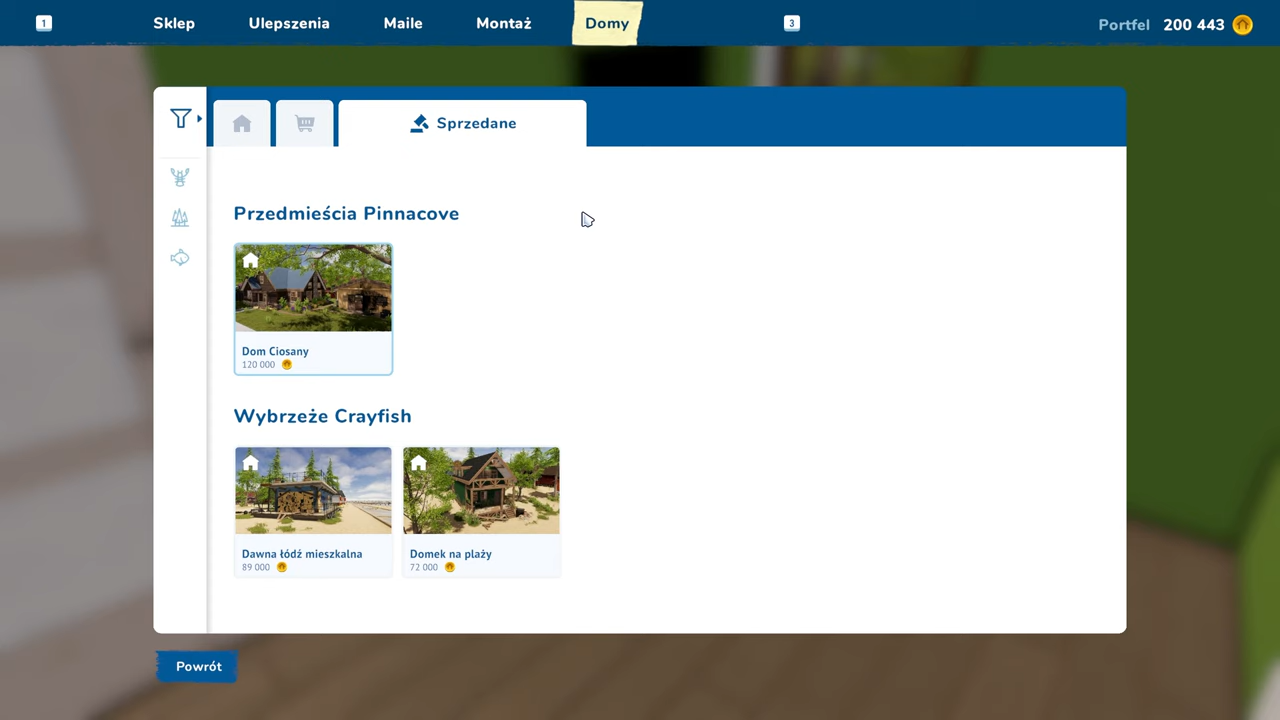 1
Sklep
Ulepszenia
Maile
Montaż
Domy
3
Portfel 200 443
Sprzedane
Przedmieścia Pinnacove
Dom Ciosany
120 000
Wybrzeże Crayfish
Dawna łódź mieszkalna
89 000
Domek na plaży
72 000
Powrót